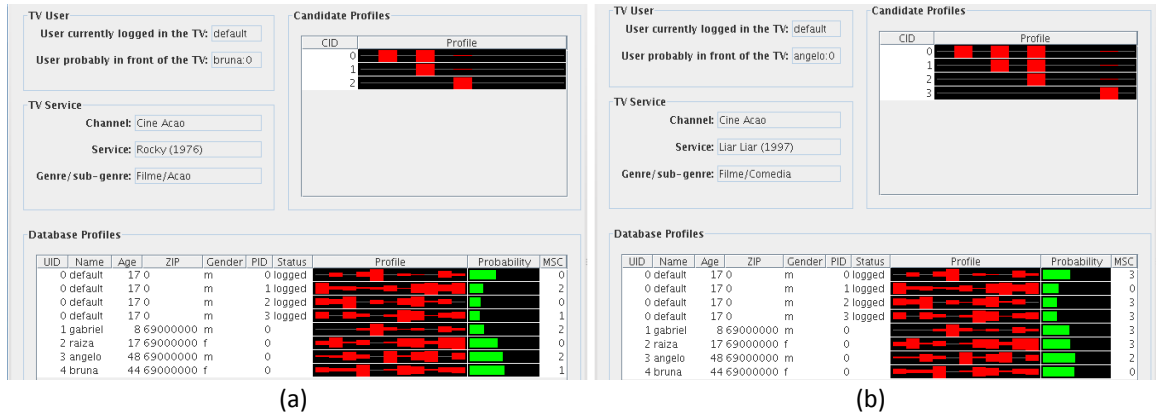 TV User
User currently logged in the TV: default
User probably in front of the TV: bruna:0
TV Service
Channel: Cine Acao
Service: Rocky (1976)
Genre/sub-genre: Filme/Acao
Candidate Profiles
CID Profile
0
1
2
Database Profiles
UID Name Age ZIP Gender PID Status Profile Probability MSC
0 default 17 0 m 0 logged 0
0 default 17 0 m 1 logged 2
0 default 17 0 m 2 logged 0
0 default 17 0 m 3 logged 1
1 gabriel 8 69000000 m 0 2
2 raiza 17 69000000 f 0 0
3 angelo 48 69000000 m 0 2
4 bruna 44 69000000 f 0 1
(a)
TV User
User currently logged in the TV: default
User probably in front of the TV: angelo:0
TV Service
Channel: Cine Acao
Service: Liar Liar (1997)
Genre/sub-genre: Filme/Comedia
Candidate Profiles
CID Profile
0
1
2
3
Database Profiles
UID Name Age ZIP Gender PID Status Profile Probability MSC
0 default 17 0 m 0 logged 3
0 default 17 0 m 1 logged 0
0 default 17 0 m 2 logged 3
0 default 17 0 m 3 logged 3
1 gabriel 8 69000000 m 0 3
2 raiza 17 69000000 f 0 3
3 angelo 48 69000000 m 0 2
4 bruna 44 69000000 f 0 0
(b)